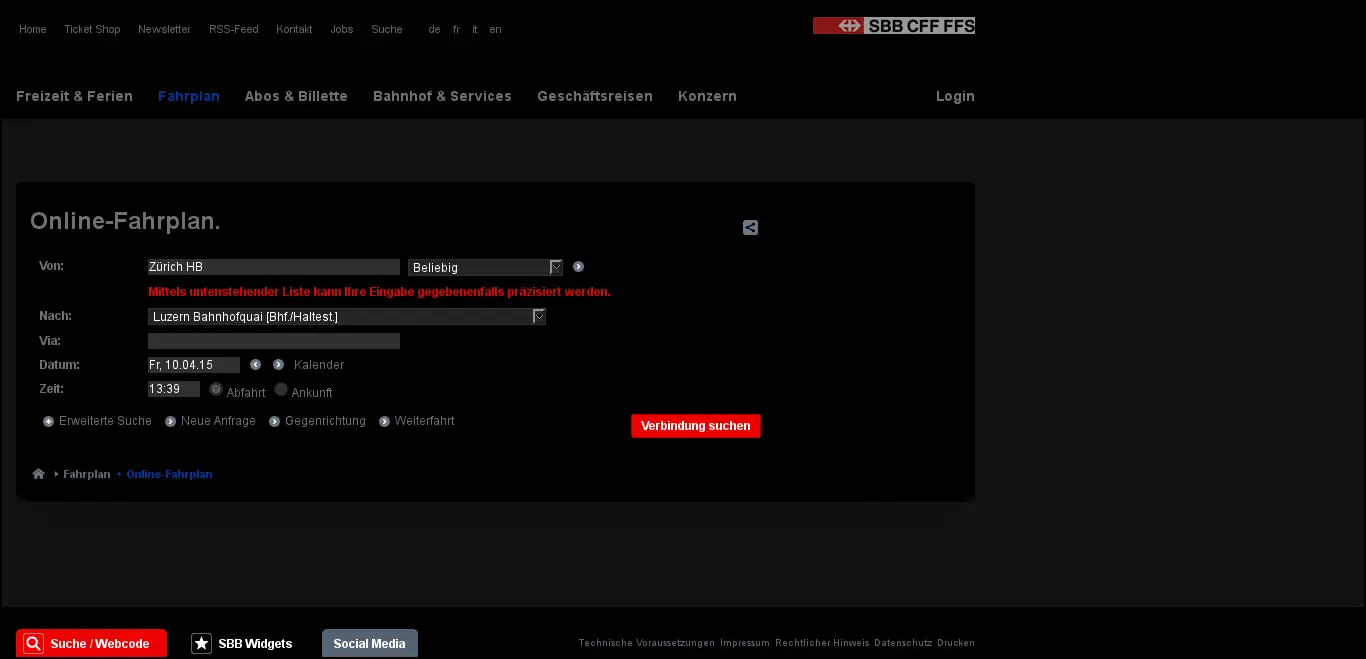 Home Ticket Shop Newsletter RSS-Feed Kontakt Jobs Suche de fr it en
SBB CFF FFS
Freizeit & Ferien Fahrplan Abos & Billette Bahnhof & Services Geschäftsreisen Konzern Login
Online-Fahrplan.
Von: Zürich HB Beliebig
Mittels untenstehender Liste kann Ihre Eingabe gegebenenfalls präzisiert werden.
Nach: Luzern Bahnhofquai [Bhf./Haltest.]
Via:
Datum: Fr, 10.04.15 Kalender
Zeit: 13:39 Abfahrt Ankunft
Erweiterte Suche Neue Anfrage Gegenrichtung Weiterfahrt Verbindung suchen
Fahrplan • Online-Fahrplan
Suche / Webcode SBB Widgets Social Media Technische Voraussetzungen Impressum Rechtlicher Hinweis Datenschutz Drucken